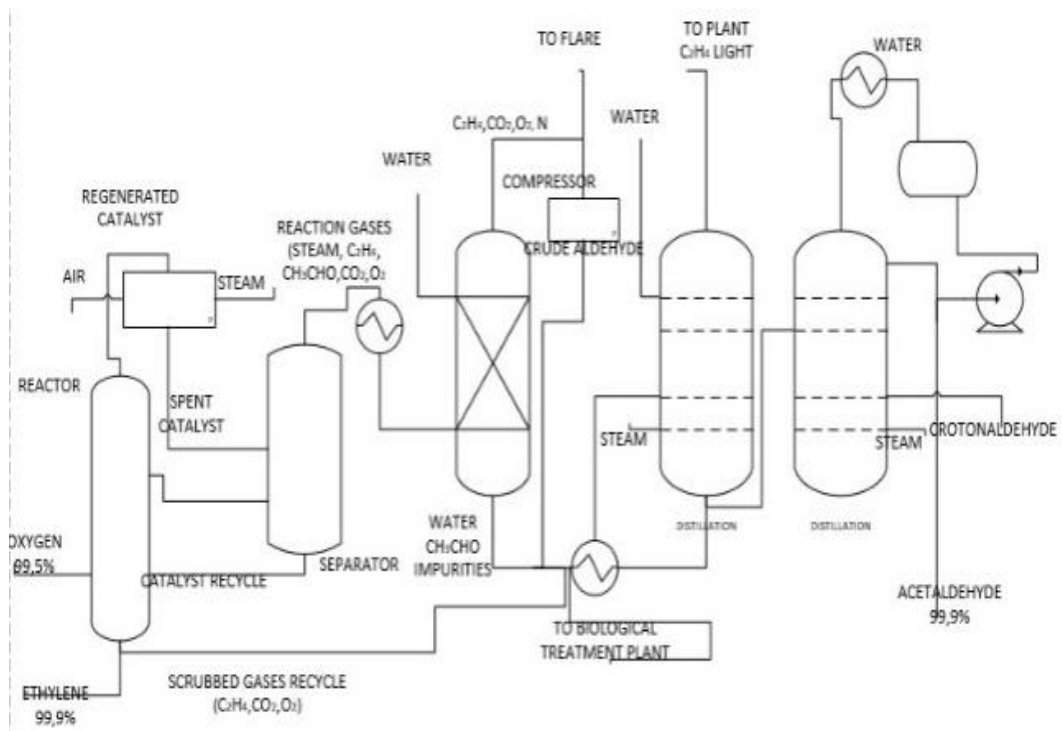 TO FLARE
TO PLANT
C₂H₄ LIGHT
WATER
C₂H₄,CO₂,O₂, N
WATER
WATER
COMPRESSOR
REGENERATED
CATALYST
REACTION GASES
(STEAM, C₂H₆,
CH₃CHO,CO₂,O₂
CRUDE ALDEHYDE
AIR
STEAM
REACTOR
SPENT
CATALYST
STEAM
STEAM
CROTONALDEHYDE
WATER
CH₃CHO
IMPURITIES
DISTILLATION
DISTILLATION
OXYGEN
99,5%
SEPARATOR
CATALYST RECYCLE
ACETALDEHYDE
99,9%
TO BIOLOGICAL
TREATMENT PLANT
SCRUBBED GASES RECYCLE
(C₂H₄,CO₂,O₂)
ETHYLENE
99,9%